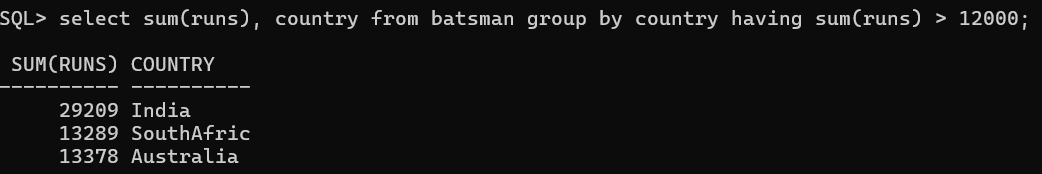 SQL> select sum(runs), country from batsman group by country having sum(runs) > 12000;
 SUM(RUNS) COUNTRY
---------- ----------
     29209 India
     13289 SouthAfric
     13378 Australia